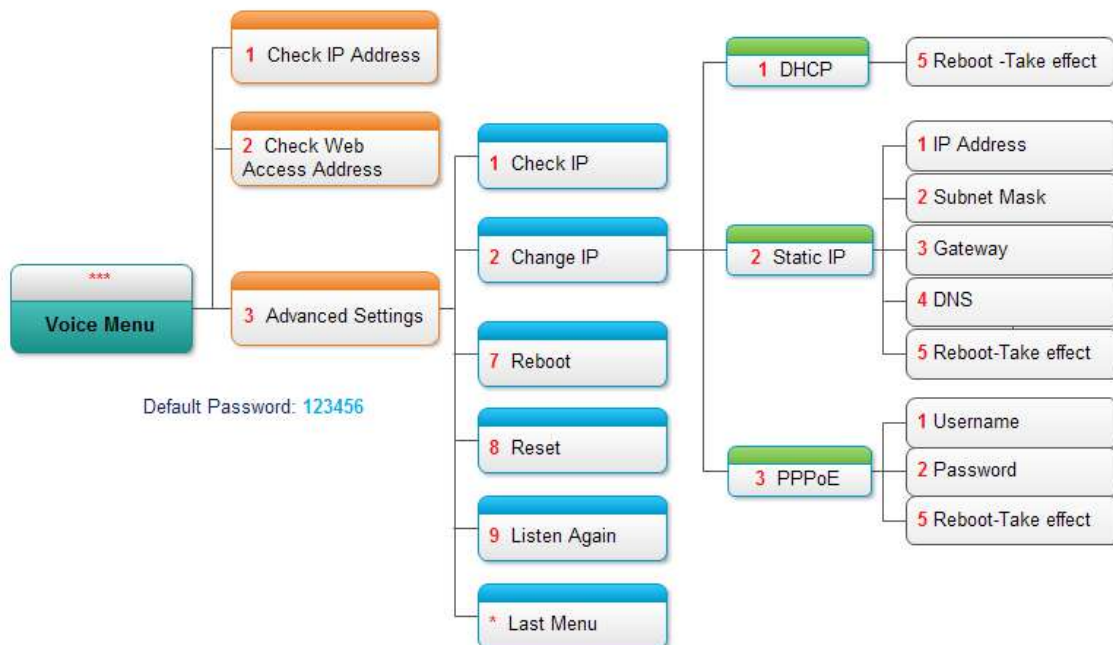 ***
Voice Menu
Default Password: 123456
1 Check IP Address
2 Check Web
Access Address
3 Advanced Settings
1 Check IP
2 Change IP
7 Reboot
8 Reset
9 Listen Again
* Last Menu
1 DHCP
5 Reboot -Take effect
2 Static IP
1 IP Address
2 Subnet Mask
3 Gateway
4 DNS
5 Reboot-Take effect
3 PPPoE
1 Username
2 Password
5 Reboot-Take effect